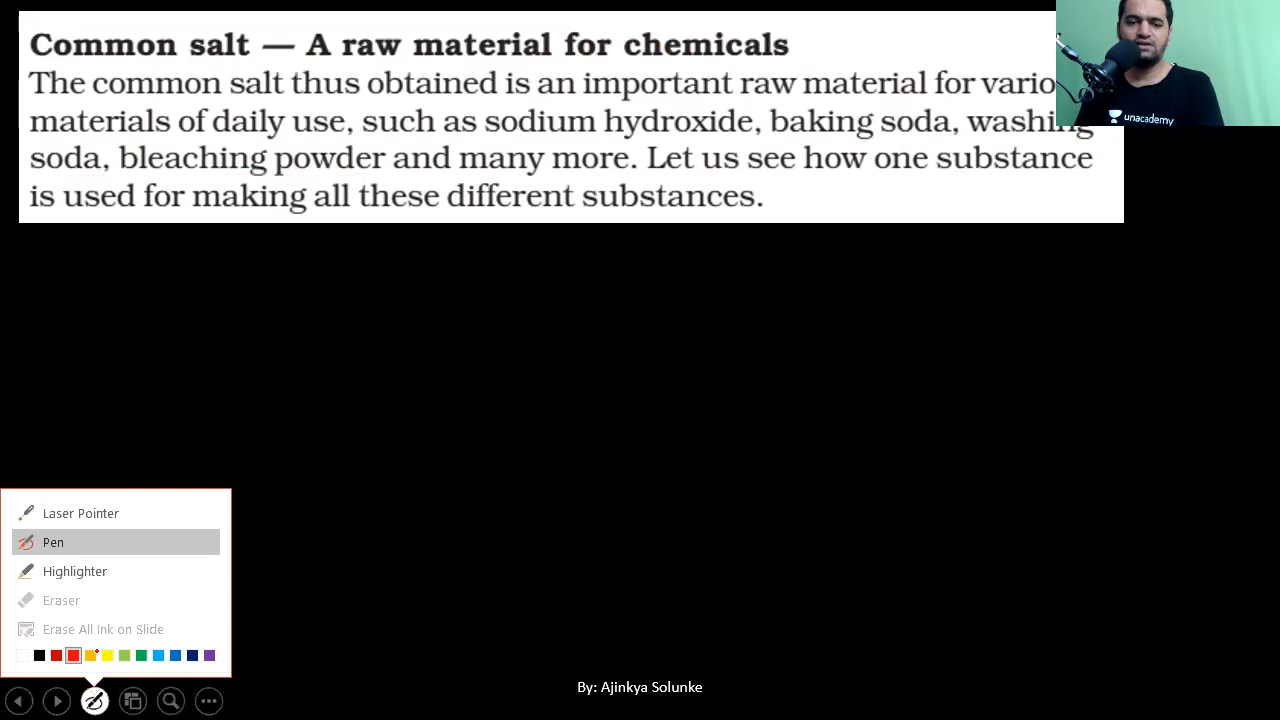 Common salt — A raw material for chemicals
The common salt thus obtained is an important raw material for
materials of daily use, such as sodium hydroxide, baking soda, washing
soda, bleaching powder and many more. Let us see how one substance
is used for making all these different substances.
unacademy
Laser Pointer
Pen
Highlighter
Eraser
Erase All Ink on Slide
By: Ajinkya Solunke